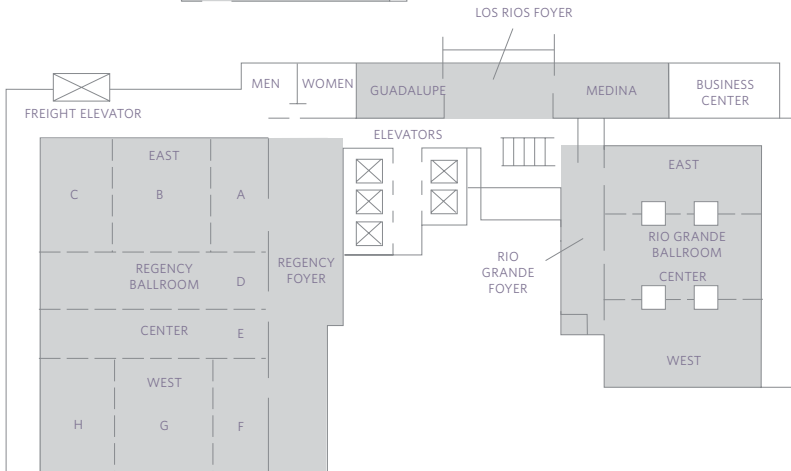 LOS RIOS FOYER
MEN
WOMEN
GUADALUPE
MEDINA
BUSINESS
CENTER
FREIGHT ELEVATOR
ELEVATORS
EAST
C
B
A
REGENCY
BALLROOM
D
REGENCY
FOYER
CENTER
E
WEST
H
G
F
RIO
GRANDE
FOYER
EAST
RIO GRANDE
BALLROOM
CENTER
WEST